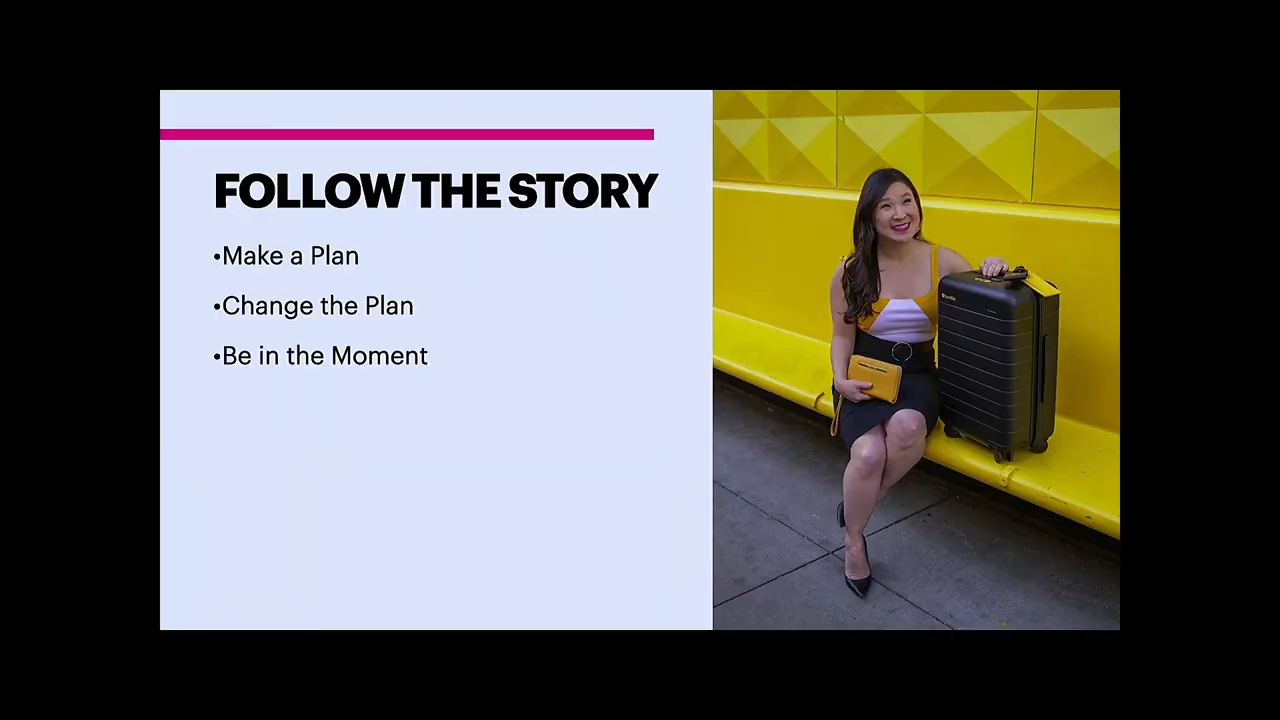 FOLLOW THE STORY
•Make a Plan
•Change the Plan
•Be in the Moment